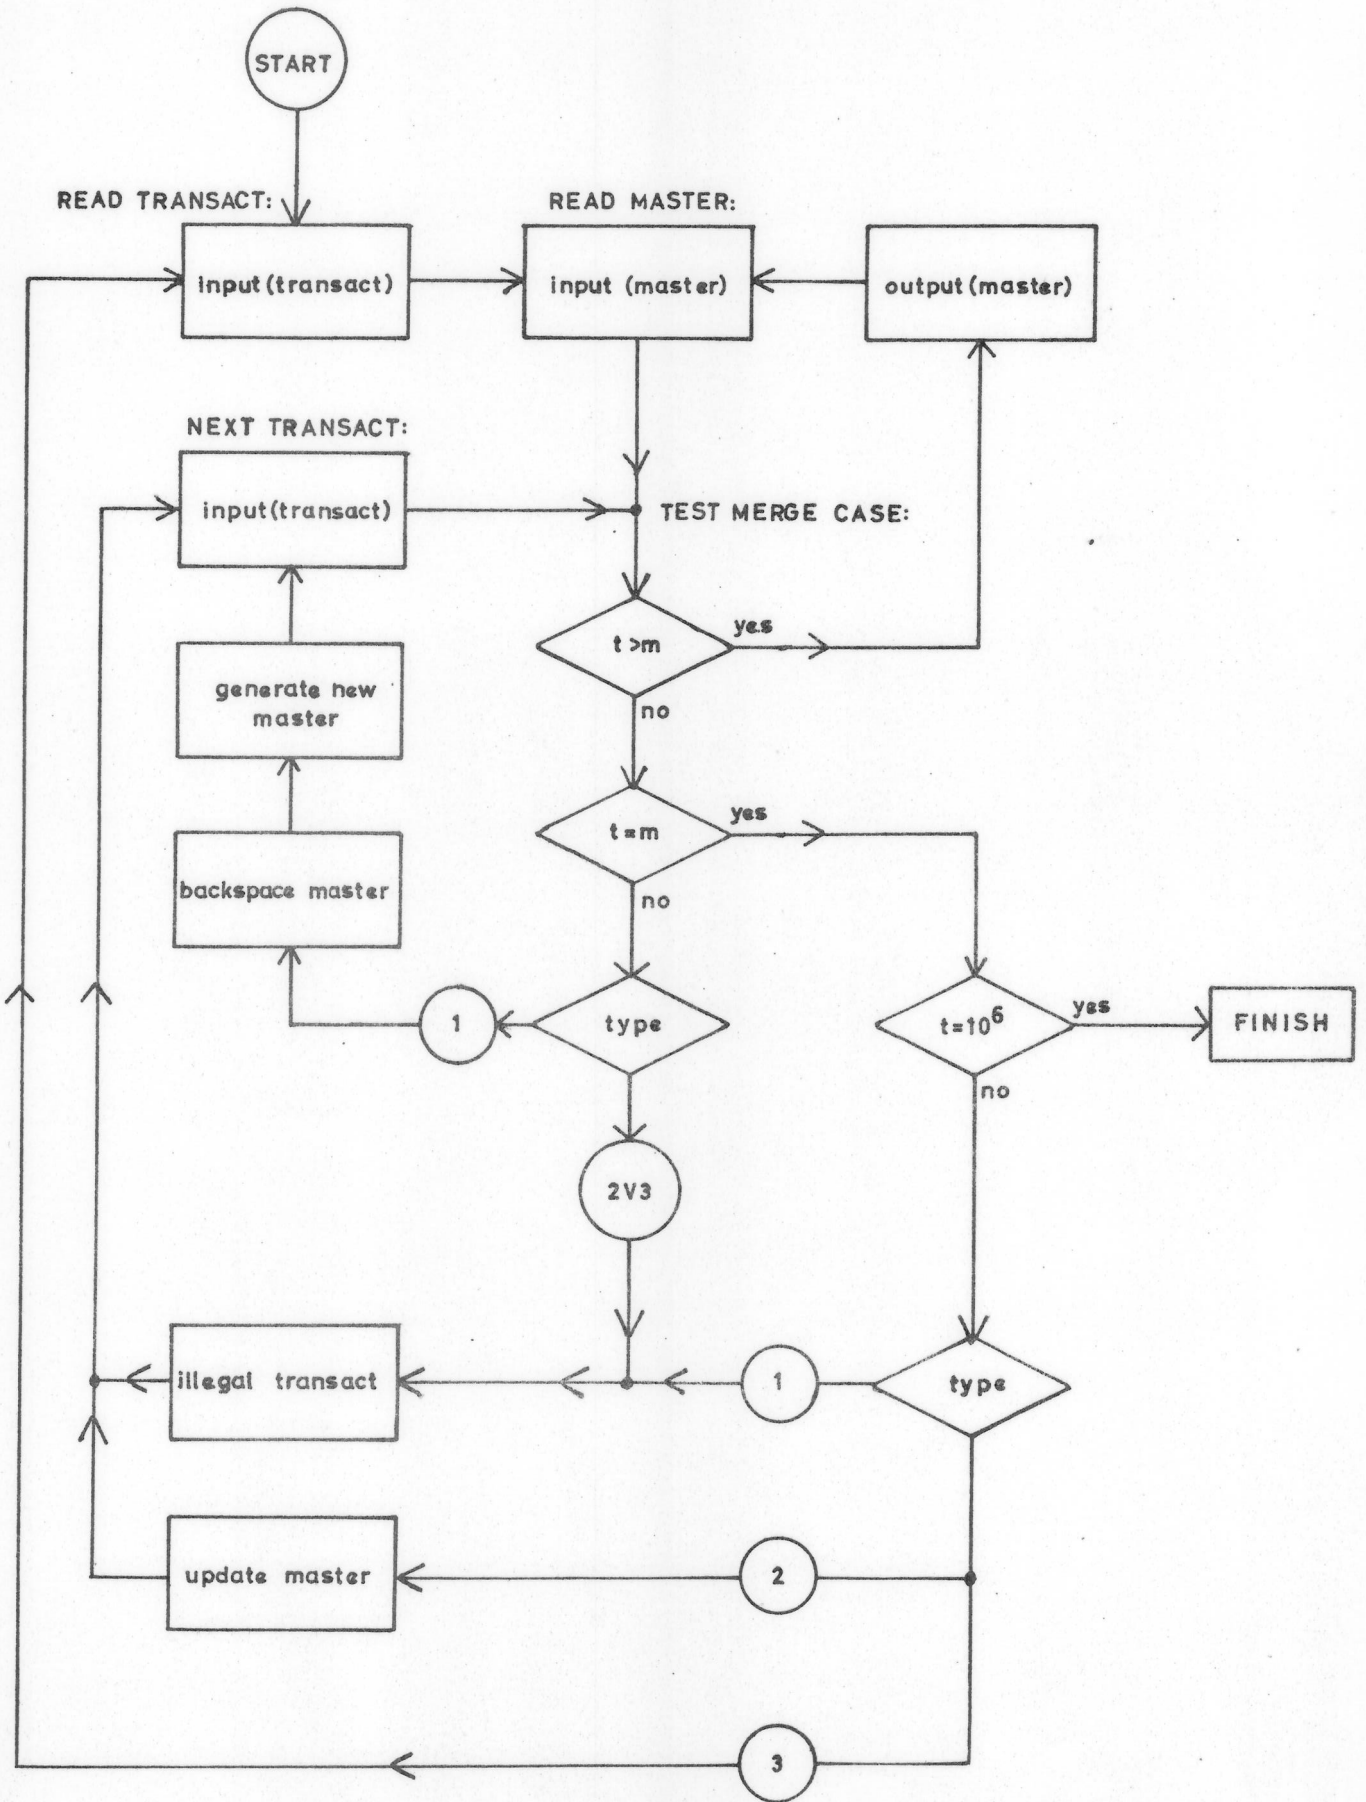 START
READ TRANSACT:
READ MASTER:
input(transact)
input (master)
output(master)
NEXT TRANSACT:
input(transact)
TEST MERGE CASE:
t>m
yes
no
generate new
master
t=m
yes
no
backspace master
1
type
t=10⁶
yes
no
FINISH
2V3
illegal transact
1
type
update master
2
3